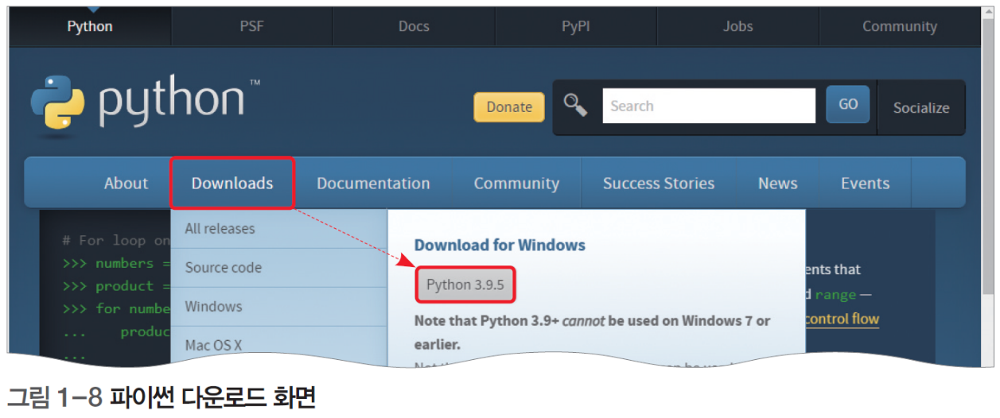 Python PSF Docs PyPI Jobs Community
python™
Donate Search GO Socialize
About Downloads Documentation Community Success Stories News Events
# For loop on
>>> numbers =
>>> product =
>>> for numbe
... produc
...
All releases
Source code
Windows
Mac OS X
Download for Windows
Python 3.9.5
Note that Python 3.9+ cannot be used on Windows 7 or
earlier.
ents that
d range —
control flow
그림 1-8 파이썬 다운로드 화면